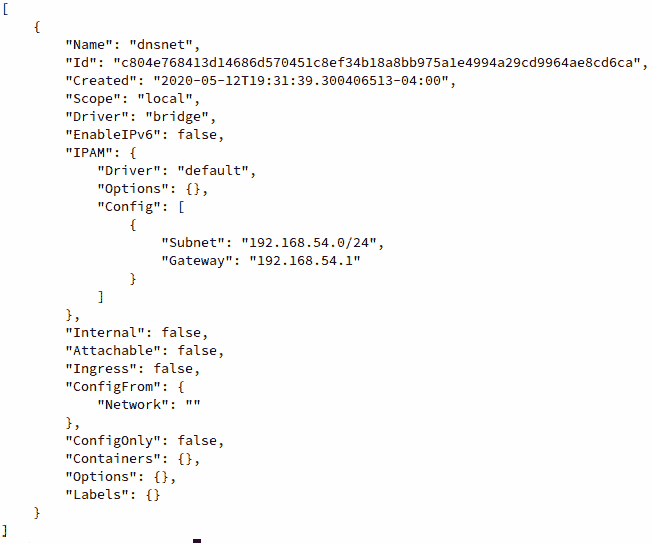 [
    {
        "Name": "dnsnet",
        "Id": "c804e768413d14686d570451c8ef34b18a8bb975a1e4994a29cd9964ae8cd6ca",
        "Created": "2020-05-12T19:31:39.300406513-04:00",
        "Scope": "local",
        "Driver": "bridge",
        "EnableIPv6": false,
        "IPAM": {
            "Driver": "default",
            "Options": {},
            "Config": [
                {
                    "Subnet": "192.168.54.0/24",
                    "Gateway": "192.168.54.1"
                }
            ]
        },
        "Internal": false,
        "Attachable": false,
        "Ingress": false,
        "ConfigFrom": {
            "Network": ""
        },
        "ConfigOnly": false,
        "Containers": {},
        "Options": {},
        "Labels": {}
    }
]